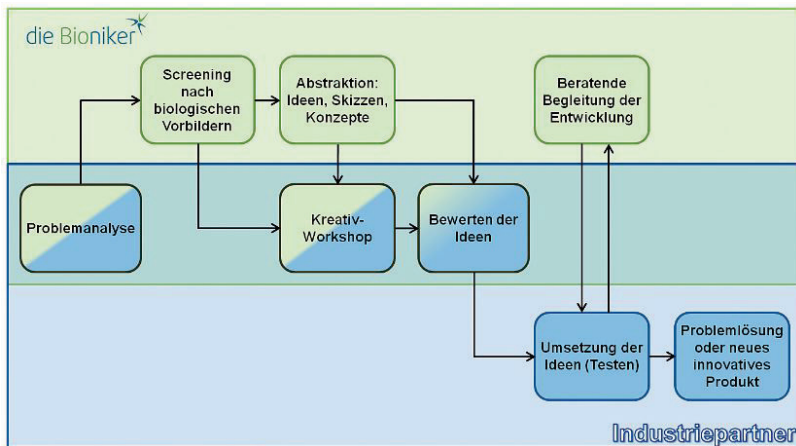 die Bioniker
Screening
nach
biologischen
Vorbildern
Abstraktion:
Ideen, Skizzen,
Konzepte
Beratende
Begleitung der
Entwicklung
Problemanalyse
Kreativ-
Workshop
Bewerten der
Ideen
Umsetzung der
Ideen (Testen)
Problemlösung
oder neues
innovatives
Produkt
Industriepartner